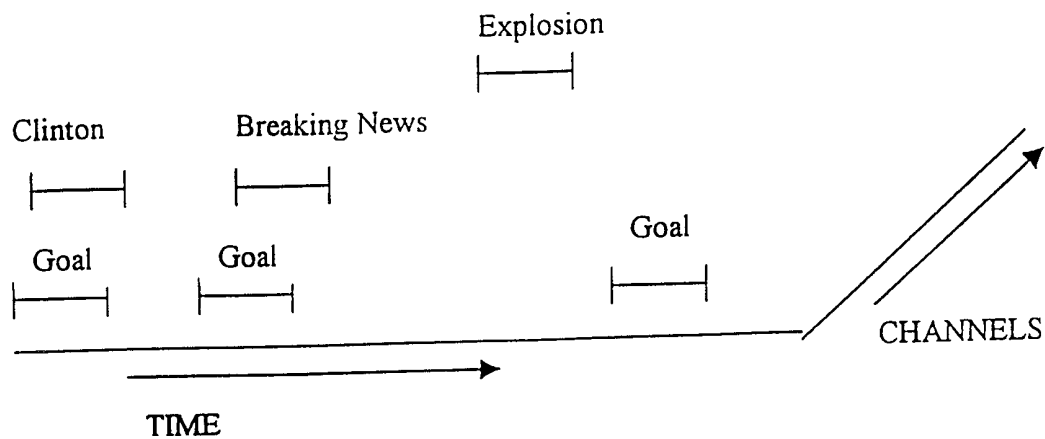 Explosion
Clinton
Breaking News
Goal
Goal
Goal
CHANNELS
TIME